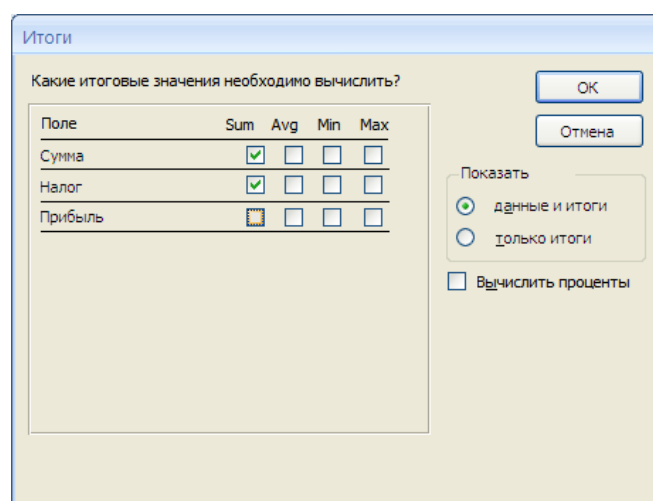 Итоги
Какие итоговые значения необходимо вычислить?
Поле Sum Avg Min Max
Сумма
Налог
Прибыль
ОК
Отмена
Показать
данные и итоги
только итоги
Вычислить проценты